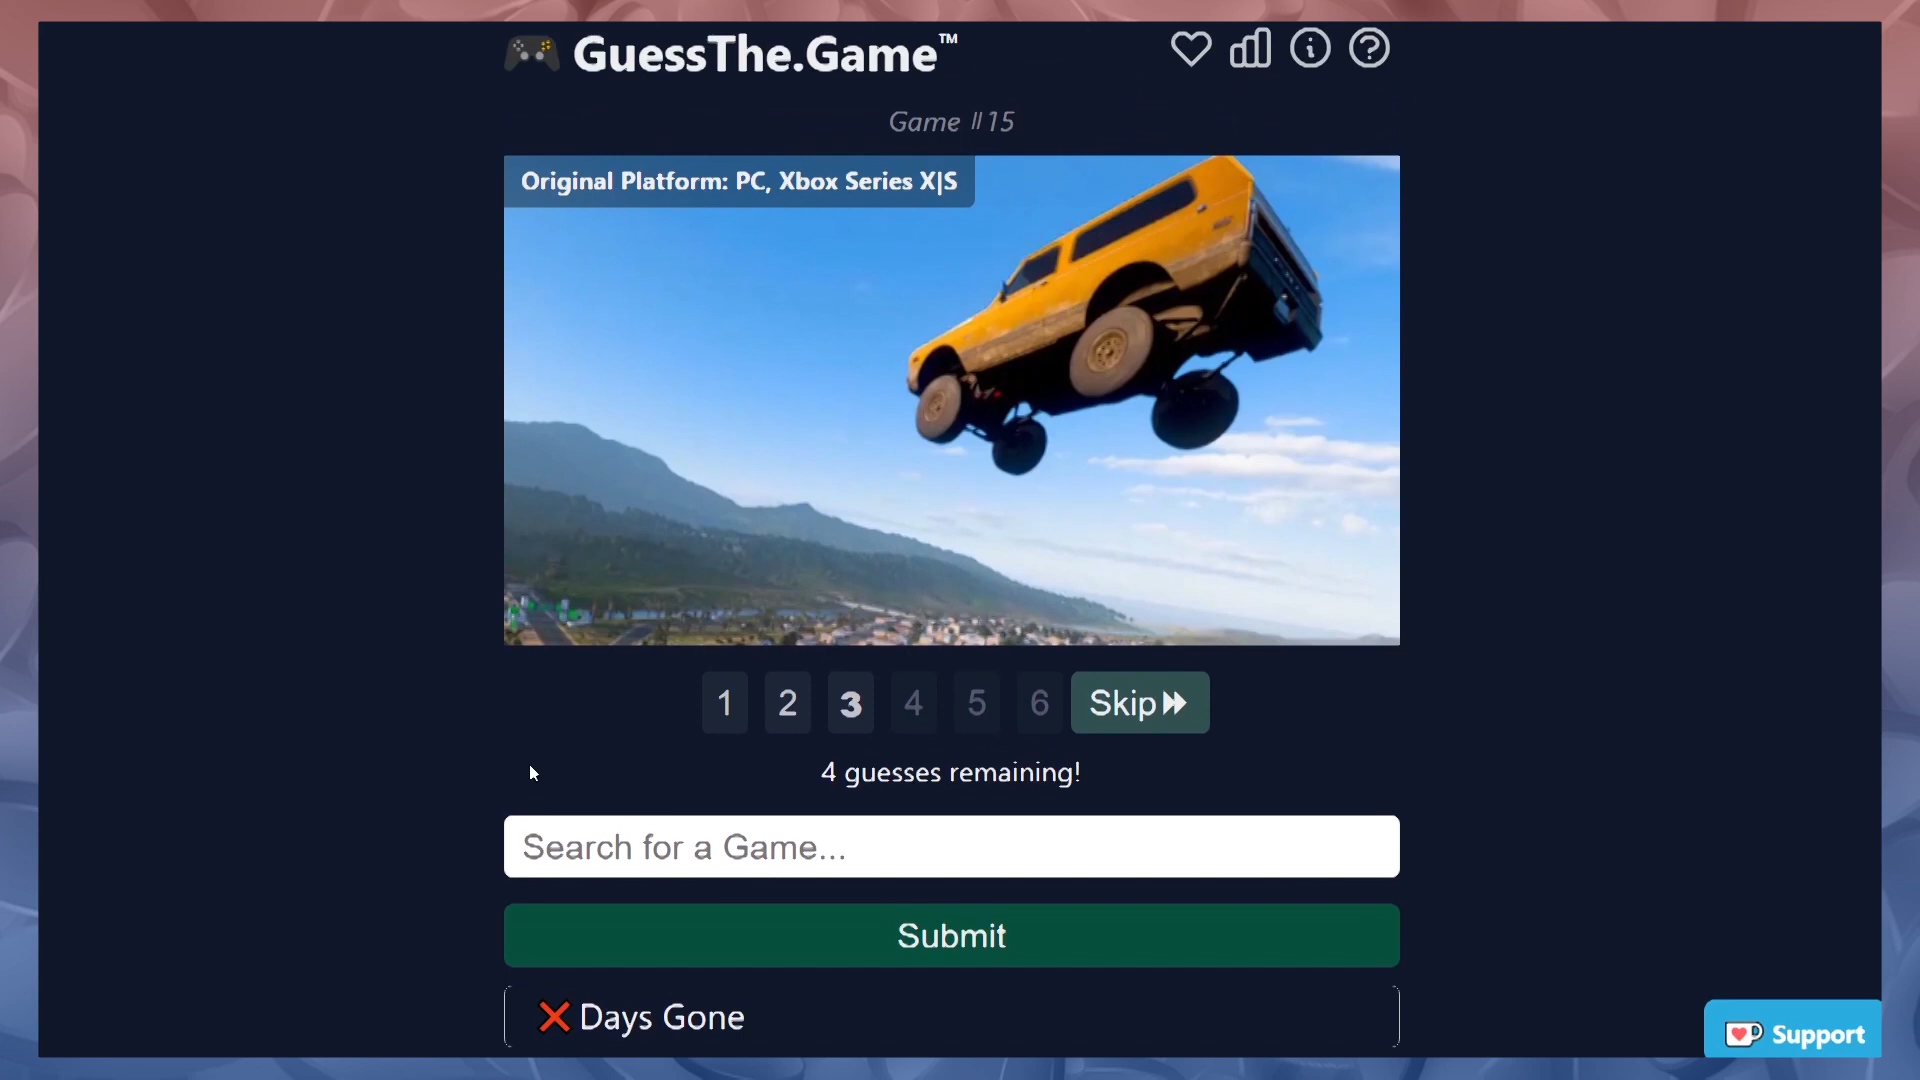 GuessThe.Game™
Game #15
Original Platform: PC, Xbox Series X|S
1 2 3 4 5 6 Skip
4 guesses remaining!
Search for a Game...
Submit
Days Gone
Support